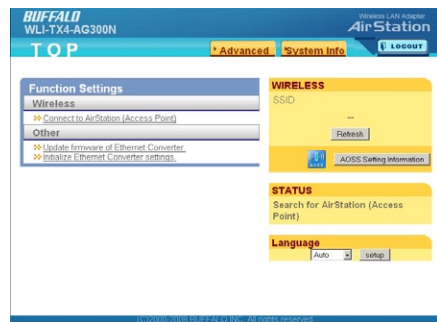 BUFFALO
WLI-TX4-AG300N
Wireless LAN Adapter
AirStation
TOP
Advanced
System Info
LOGOUT
Function Settings
Wireless
Connect to AirStation (Access Point)
Other
Update firmware of Ethernet Converter.
Initialize Ethernet Converter settings.
WIRELESS
SSID
--
Refresh
AOSS
AOSS Setting Information
STATUS
Search for AirStation (Access
Point)
Language
Auto
setup
(C)2000-2008 BUFFALO INC. All rights reserved.